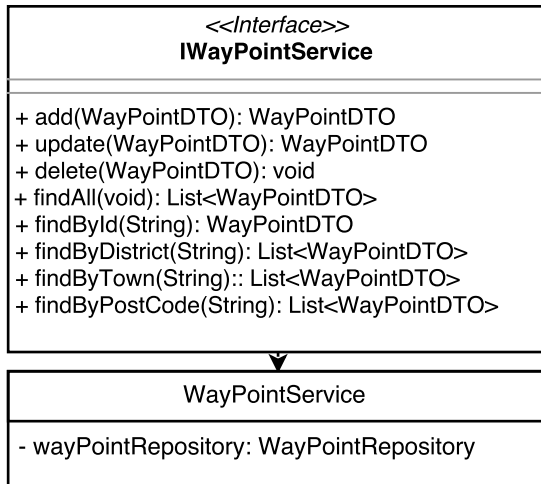 <<Interface>>
IWayPointService
+ add(WayPointDTO): WayPointDTO
+ update(WayPointDTO): WayPointDTO
+ delete(WayPointDTO): void
+ findAll(void): List<WayPointDTO>
+ findById(String): WayPointDTO
+ findByDistrict(String): List<WayPointDTO>
+ findByTown(String):: List<WayPointDTO>
+ findByPostCode(String): List<WayPointDTO>
WayPointService
- wayPointRepository: WayPointRepository